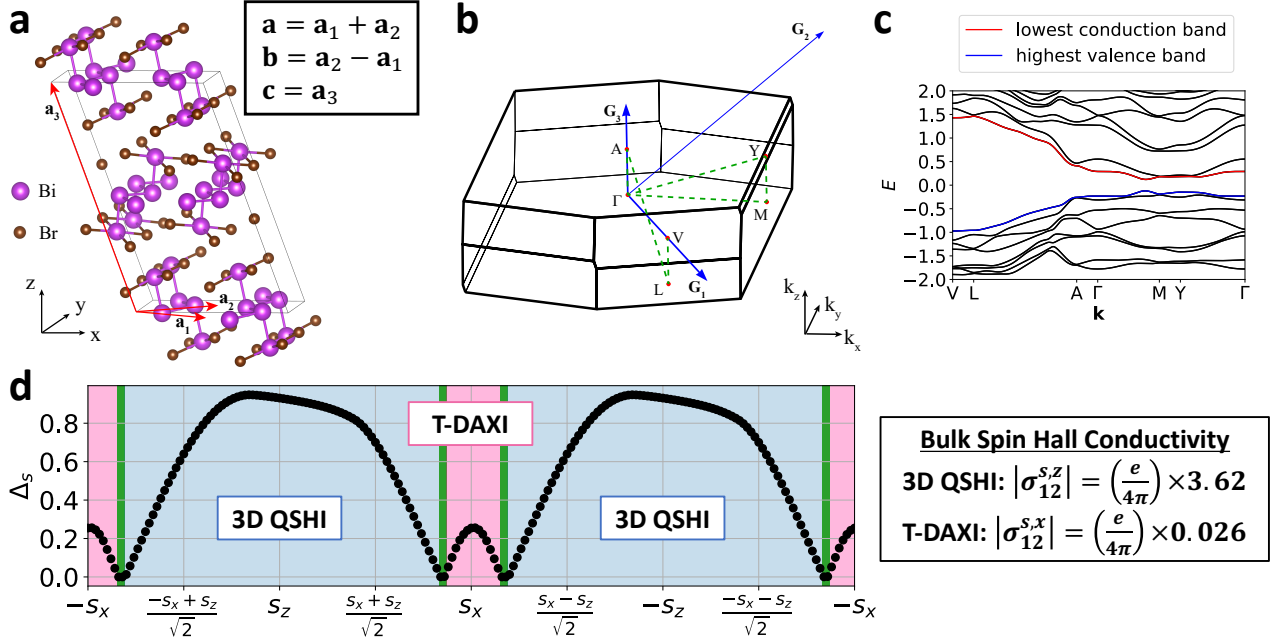 a
a = a₁ + a₂
b = a₂ − a₁
c = a₃
a₃
a₂
a₁
Bi
Br
z
y
x
b
G₂
G₃
A
Y
Γ
M
V
L
G₁
k_z
k_y
k_x
c
lowest conduction band
highest valence band
E
2.0
1.5
1.0
0.5
0.0
−0.5
−1.0
−1.5
−2.0
V L A Γ M Y Γ
k
d
Δ_s
0.8
0.6
0.4
0.2
0.0
T-DAXI
3D QSHI
3D QSHI
−s_x
(−s_x + s_z)/√2
s_z
(s_x + s_z)/√2
s_x
(s_x − s_z)/√2
−s_z
(−s_x − s_z)/√2
−s_x
Bulk Spin Hall Conductivity
3D QSHI: |σ₁₂^{s,z}| = (e/4π) ×3.62
T-DAXI: |σ₁₂^{s,x}| = (e/4π) ×0.026